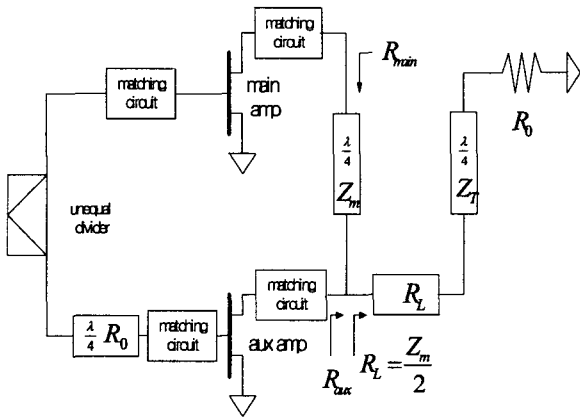 matching
circuit
matching
circuit
main
amp
R_main
R_0
λ/4
Z_m
λ/4
Z_T
unequal
divider
λ/4 R_0
matching
circuit
matching
circuit
aux amp
R_L
R_aux
R_L = Z_m/2